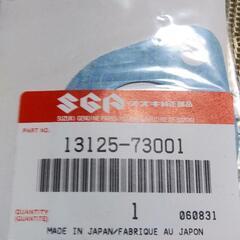 SGP スズキ純正部品
SUZUKI GENUINE PARTS
PART NO.
13125-73001
QUANTITY
1
060831
MADE IN JAPAN/FABRIQUE AU JAPON